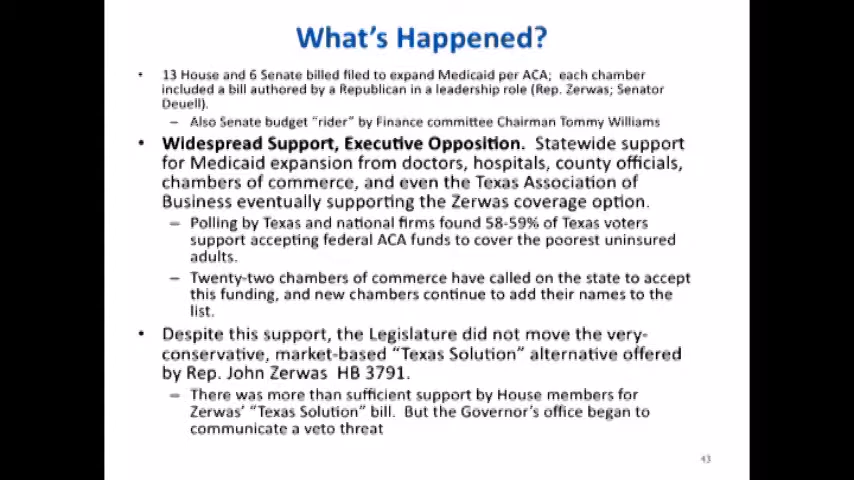 What's Happened?
• 13 House and 6 Senate billed filed to expand Medicaid per ACA; each chamber
included a bill authored by a Republican in a leadership role (Rep. Zerwas; Senator
Deuell).
– Also Senate budget "rider" by Finance committee Chairman Tommy Williams
• Widespread Support, Executive Opposition. Statewide support
for Medicaid expansion from doctors, hospitals, county officials,
chambers of commerce, and even the Texas Association of
Business eventually supporting the Zerwas coverage option.
– Polling by Texas and national firms found 58-59% of Texas voters
support accepting federal ACA funds to cover the poorest uninsured
adults.
– Twenty-two chambers of commerce have called on the state to accept
this funding, and new chambers continue to add their names to the
list.
• Despite this support, the Legislature did not move the very-
conservative, market-based "Texas Solution" alternative offered
by Rep. John Zerwas  HB 3791.
– There was more than sufficient support by House members for
Zerwas' "Texas Solution" bill.  But the Governor's office began to
communicate a veto threat
43